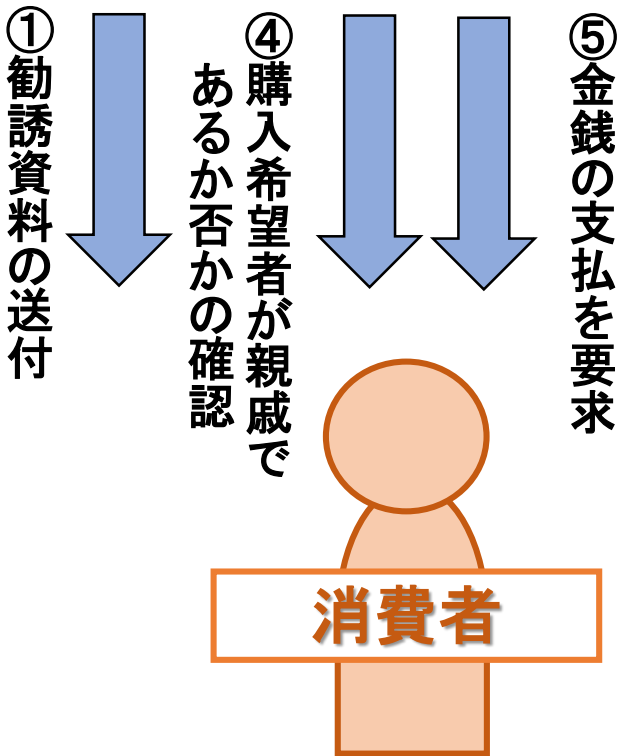 ①勧誘資料の送付
④購入希望者が親戚で
あるか否かの確認
⑤金銭の支払を要求
消費者